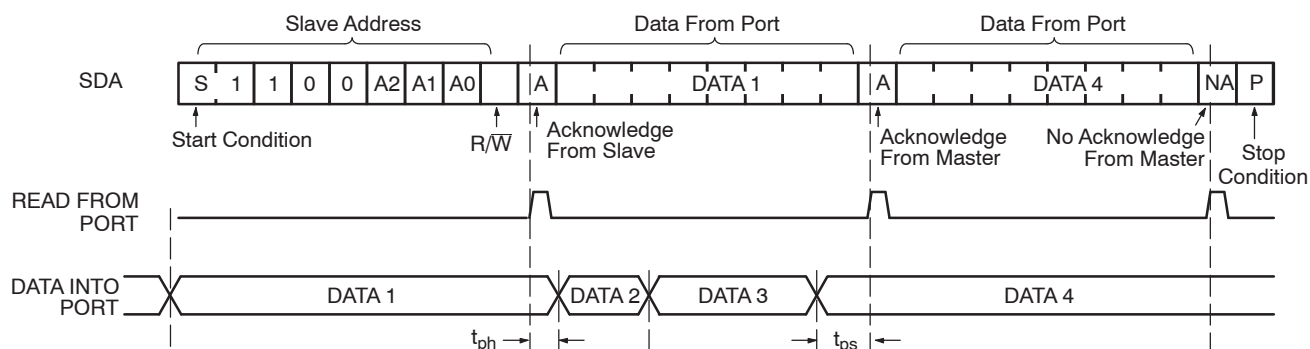 Slave Address
Data From Port
Data From Port
SDA
S 1 1 0 0 A2 A1 A0 A DATA 1 A DATA 4 NA P
Start Condition
R/W̅
Acknowledge
From Slave
Acknowledge
From Master
No Acknowledge
From Master
Stop
Condition
READ FROM
PORT
DATA INTO
PORT
DATA 1
DATA 2
DATA 3
DATA 4
tph
tps